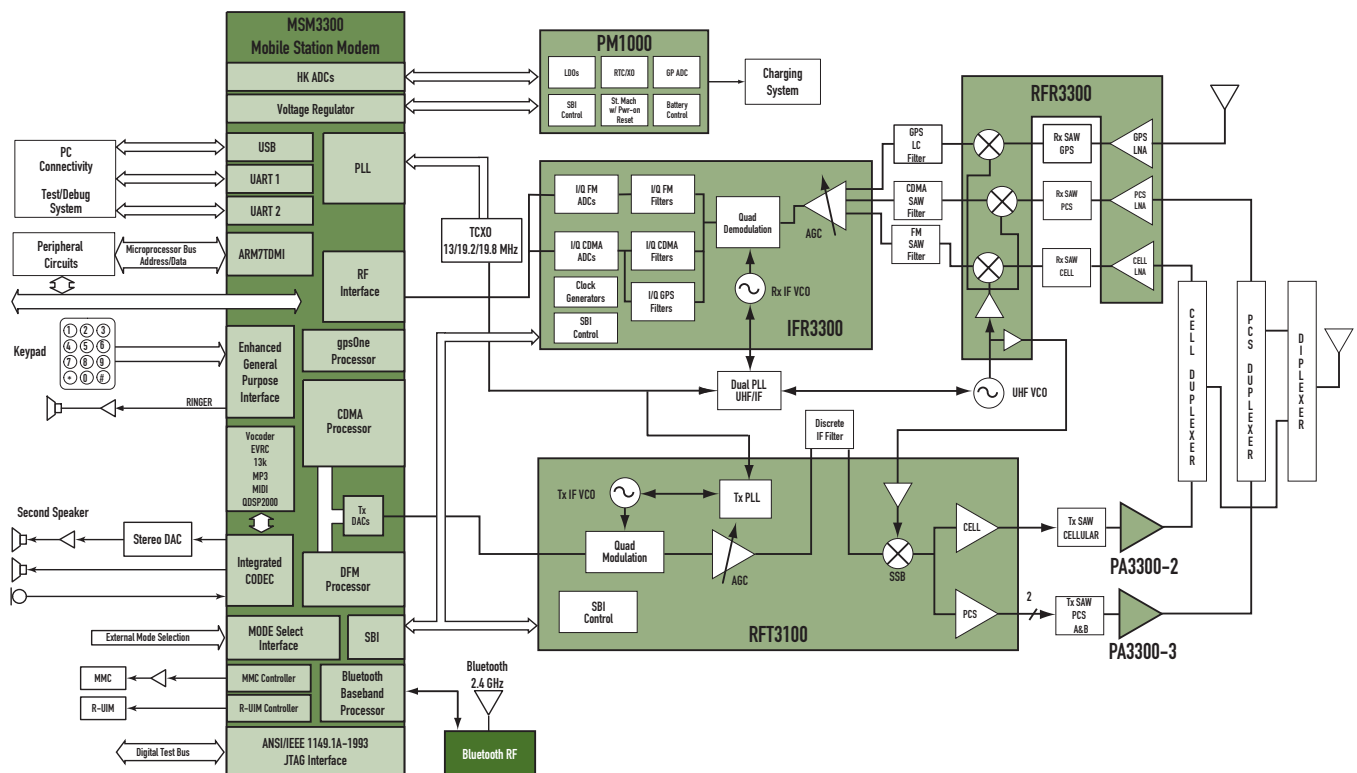 MSM3300
Mobile Station Modem
HK ADCs
Voltage Regulator
USB
UART 1
UART 2
PLL
ARM7TDMI
RF
Interface
Enhanced
General
Purpose
Interface
gpsOne
Processor
CDMA
Processor
Vocoder
EVRC
13k
MP3
MIDI
QDSP2000
Tx
DACs
Integrated
CODEC
DFM
Processor
MODE Select
Interface
SBI
MMC Controller
R-UIM Controller
Bluetooth
Baseband
Processor
ANSI/IEEE 1149.1A-1993
JTAG Interface
PC
Connectivity
Test/Debug
System
Peripheral
Circuits
Microprocessor Bus
Address/Data
Keypad
1 2 3
4 5 6
7 8 9
* 0 #
RINGER
Second Speaker
Stereo DAC
External Mode Selection
MMC
R-UIM
Digital Test Bus
Bluetooth
2.4 GHz
Bluetooth RF
PM1000
LDOs
RTC/XO
GP ADC
SBI
Control
St. Mach
w/ Pwr-on
Reset
Battery
Control
Charging
System
TCXO
13/19.2/19.8 MHz
I/Q FM
ADCs
I/Q FM
Filters
I/Q CDMA
ADCs
I/Q CDMA
Filters
Clock
Generators
I/Q GPS
Filters
SBI
Control
Quad
Demodulation
AGC
Rx IF VCO
IFR3300
GPS
LC
Filter
CDMA
SAW
Filter
FM
SAW
Filter
RFR3300
Rx SAW
GPS
GPS
LNA
Rx SAW
PCS
PCS
LNA
Rx SAW
CELL
CELL
LNA
Dual PLL
UHF/IF
UHF VCO
Discrete
IF Filter
CELL DUPLEXER
PCS DUPLEXER
DIPLEXER
Tx IF VCO
Tx PLL
Quad
Modulation
AGC
SBI
Control
SSB
CELL
PCS
RFT3100
2
Tx SAW
CELLULAR
PA3300-2
Tx SAW
PCS
A&B
PA3300-3